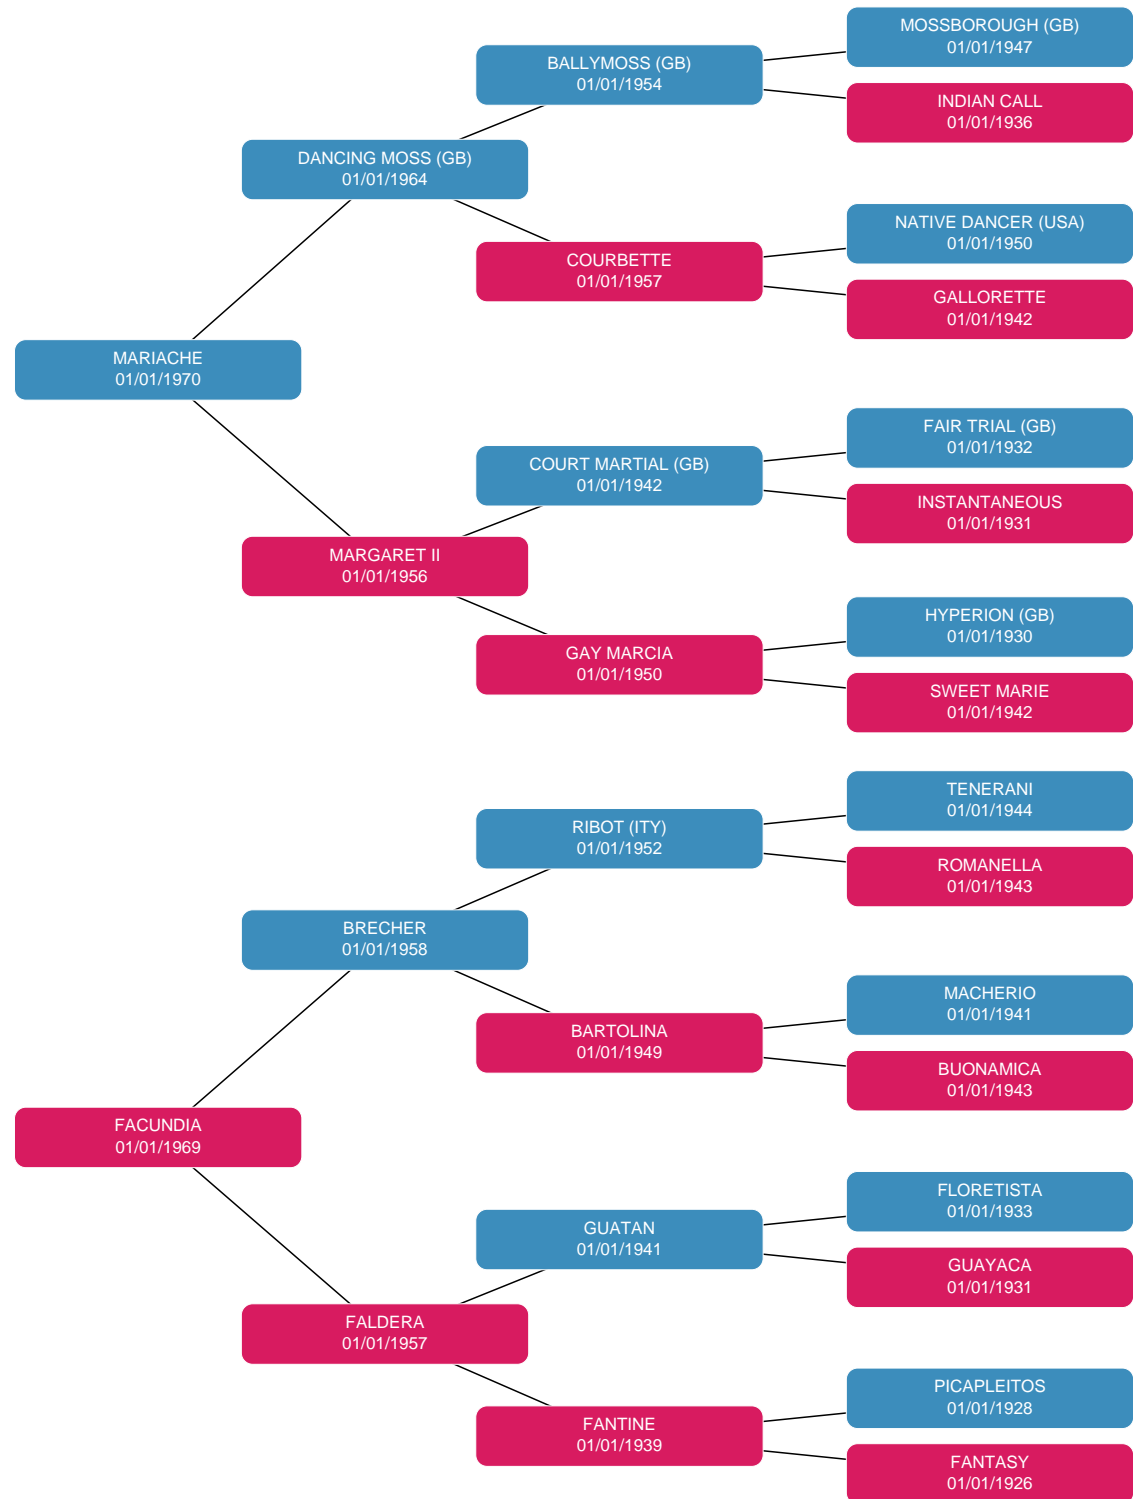 MOSSBOROUGH (GB)
01/01/1947
BALLYMOSS (GB)
01/01/1954
INDIAN CALL
01/01/1936
DANCING MOSS (GB)
01/01/1964
NATIVE DANCER (USA)
01/01/1950
COURBETTE
01/01/1957
GALLORETTE
01/01/1942
MARIACHE
01/01/1970
FAIR TRIAL (GB)
01/01/1932
COURT MARTIAL (GB)
01/01/1942
INSTANTANEOUS
01/01/1931
MARGARET II
01/01/1956
HYPERION (GB)
01/01/1930
GAY MARCIA
01/01/1950
SWEET MARIE
01/01/1942
TENERANI
01/01/1944
RIBOT (ITY)
01/01/1952
ROMANELLA
01/01/1943
BRECHER
01/01/1958
MACHERIO
01/01/1941
BARTOLINA
01/01/1949
BUONAMICA
01/01/1943
FACUNDIA
01/01/1969
FLORETISTA
01/01/1933
GUATAN
01/01/1941
GUAYACA
01/01/1931
FALDERA
01/01/1957
PICAPLEITOS
01/01/1928
FANTINE
01/01/1939
FANTASY
01/01/1926